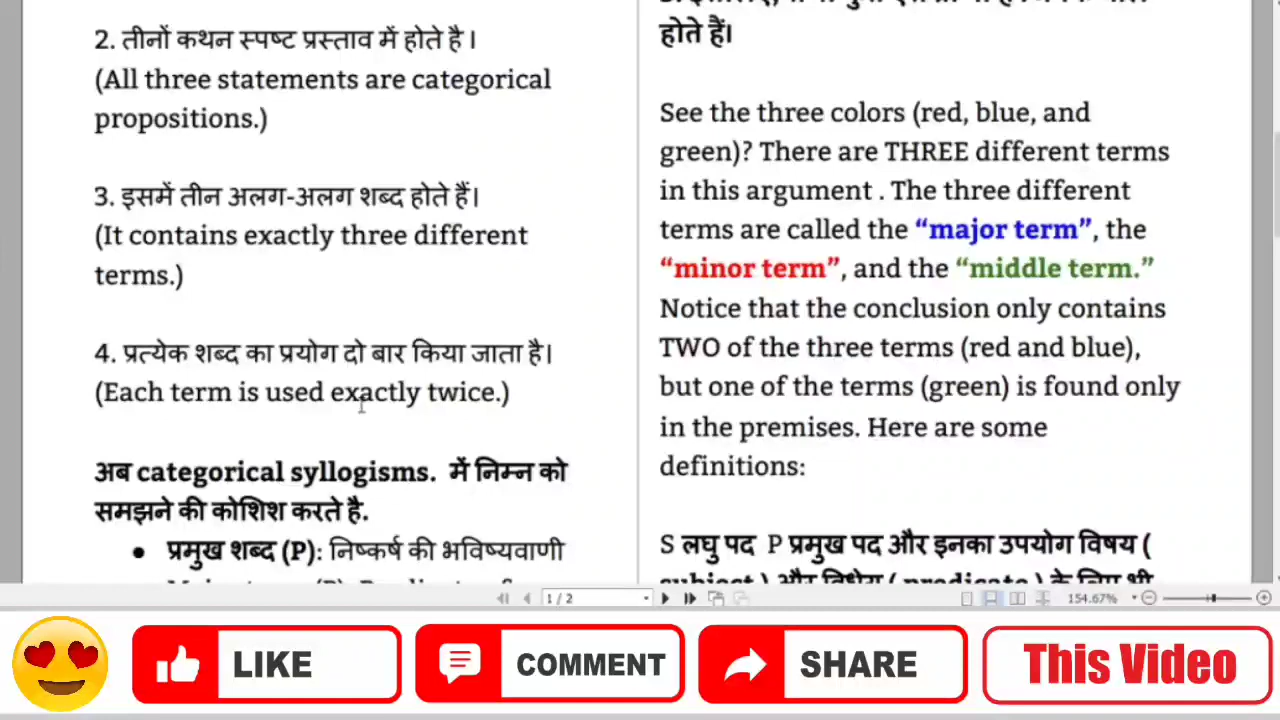 2. तीनों कथन स्पष्ट प्रस्ताव में होते है ।
(All three statements are categorical
propositions.)
3. इसमें तीन अलग-अलग शब्द होते हैं।
(It contains exactly three different
terms.)
4. प्रत्येक शब्द का प्रयोग दो बार किया जाता है।
(Each term is used exactly twice.)
अब categorical syllogisms. में निम्न को
समझने की कोशिश करते है.
● प्रमुख शब्द (P): निष्कर्ष की भविष्यवाणी
होते हैं।
See the three colors (red, blue, and
green)? There are THREE different terms
in this argument . The three different
terms are called the “major term”, the
“minor term”, and the “middle term.”
Notice that the conclusion only contains
TWO of the three terms (red and blue),
but one of the terms (green) is found only
in the premises. Here are some
definitions:
S लघु पद P प्रमुख पद और इनका उपयोग विषय (
subject ) और विधेय ( predicate ) के लिए भी
1 / 2
154.67%
LIKE
COMMENT
SHARE
This Video